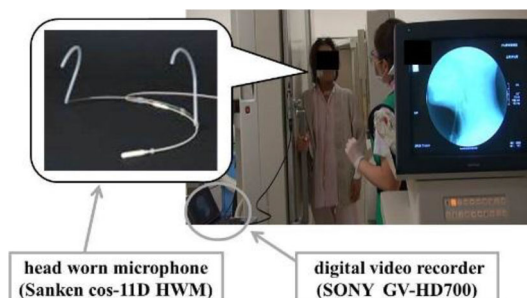 head worn microphone
(Sanken cos-11D HWM)
digital video recorder
(SONY GV-HD700)